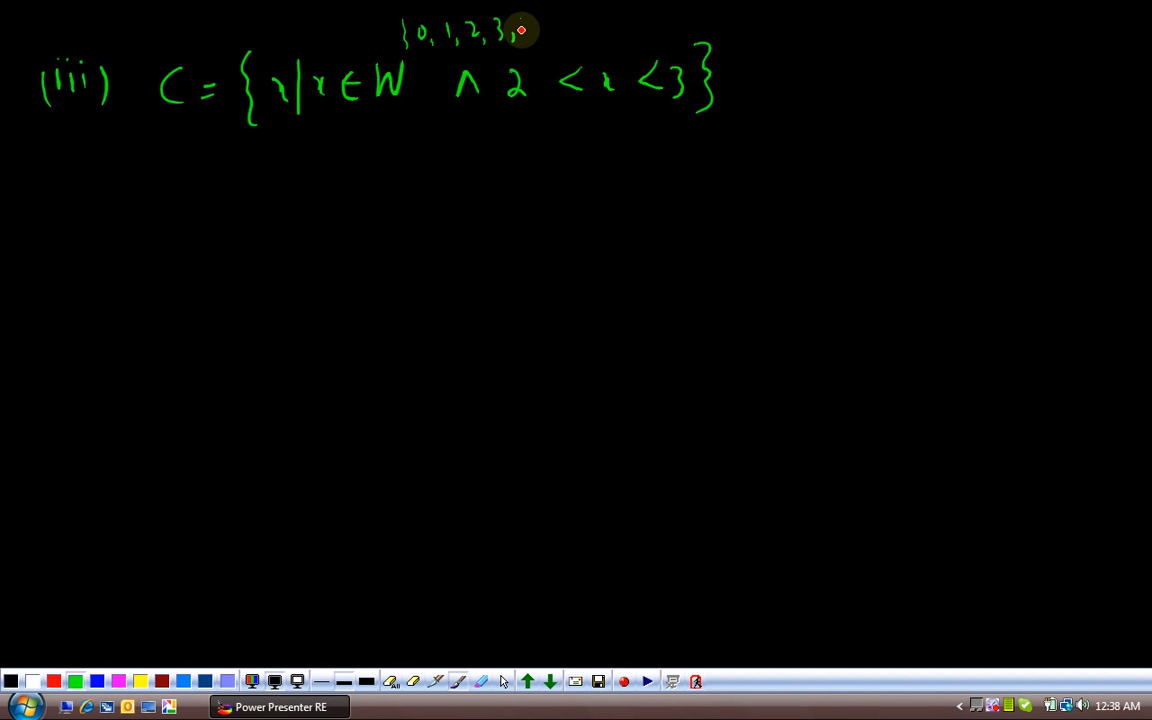 {0, 1, 2, 3,
(iii) C = { x | x ∈ W ∧ 2 < x < 3 }
Power Presenter RE
12:38 AM